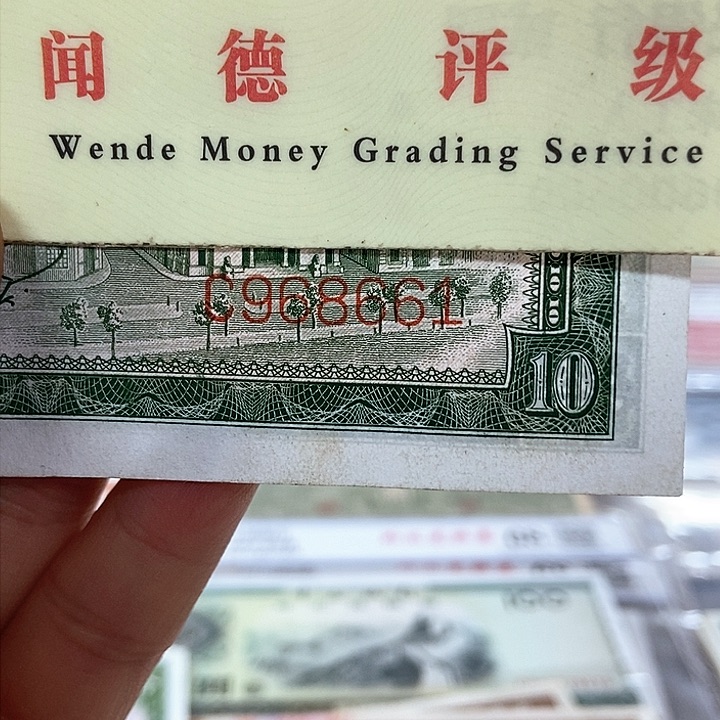 闻德评级
Wende Money Grading Service
C968661
10